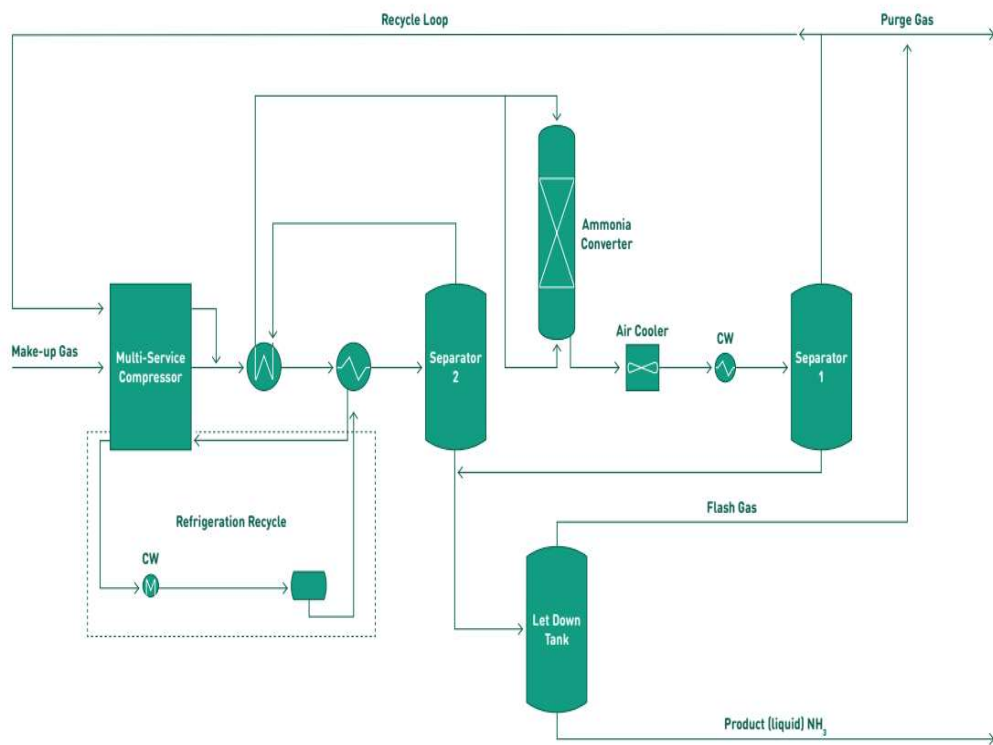 Recycle Loop
Purge Gas
Ammonia
Converter
Make-up Gas
Multi-Service
Compressor
Separator
2
Air Cooler
CW
Separator
1
Refrigeration Recycle
CW
Flash Gas
Let Down
Tank
Product (liquid) NH₃